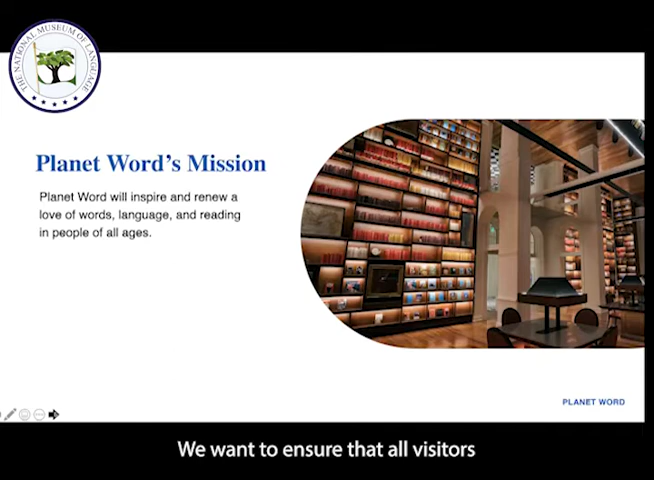 THE NATIONAL MUSEUM OF LANGUAGE
Planet Word's Mission
Planet Word will inspire and renew a
love of words, language, and reading
in people of all ages.
PLANET WORD
We want to ensure that all visitors